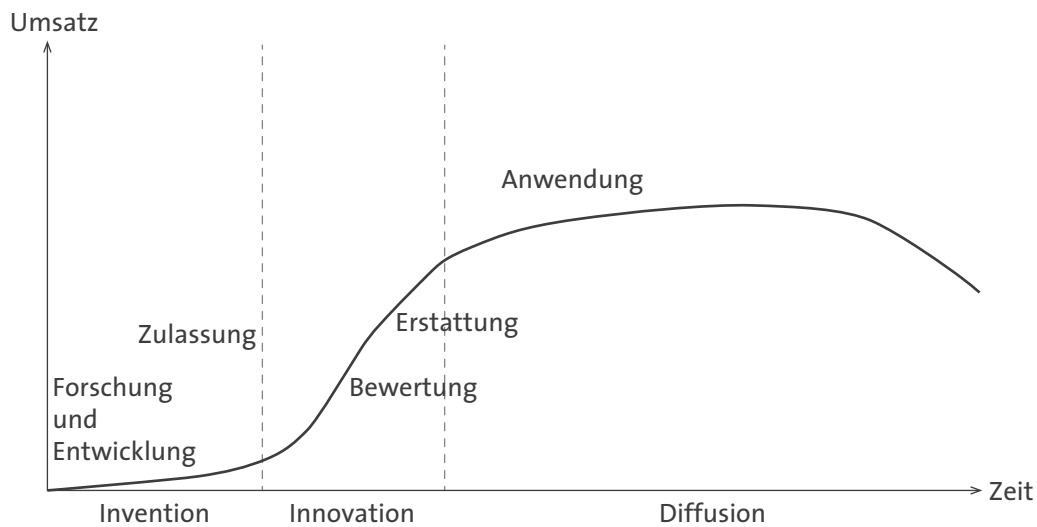 Umsatz
Anwendung
Erstattung
Zulassung
Bewertung
Forschung
und
Entwicklung
Zeit
Invention
Innovation
Diffusion